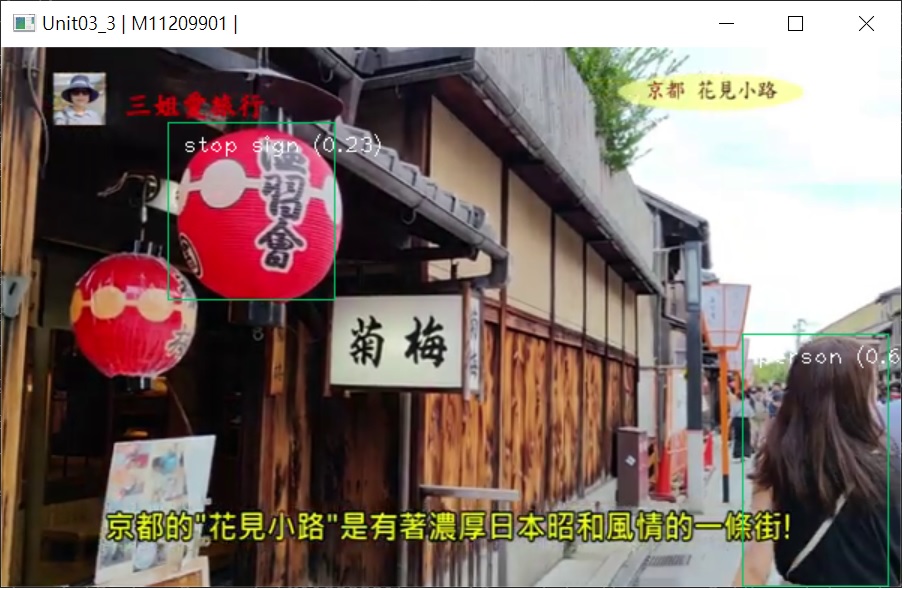 Unit03_3 | M11209901 |
三姐愛旅行
京都 花見小路
stop sign (0.23)
習會
菊梅
person (0.6
京都的"花見小路"是有著濃厚日本昭和風情的一條街!